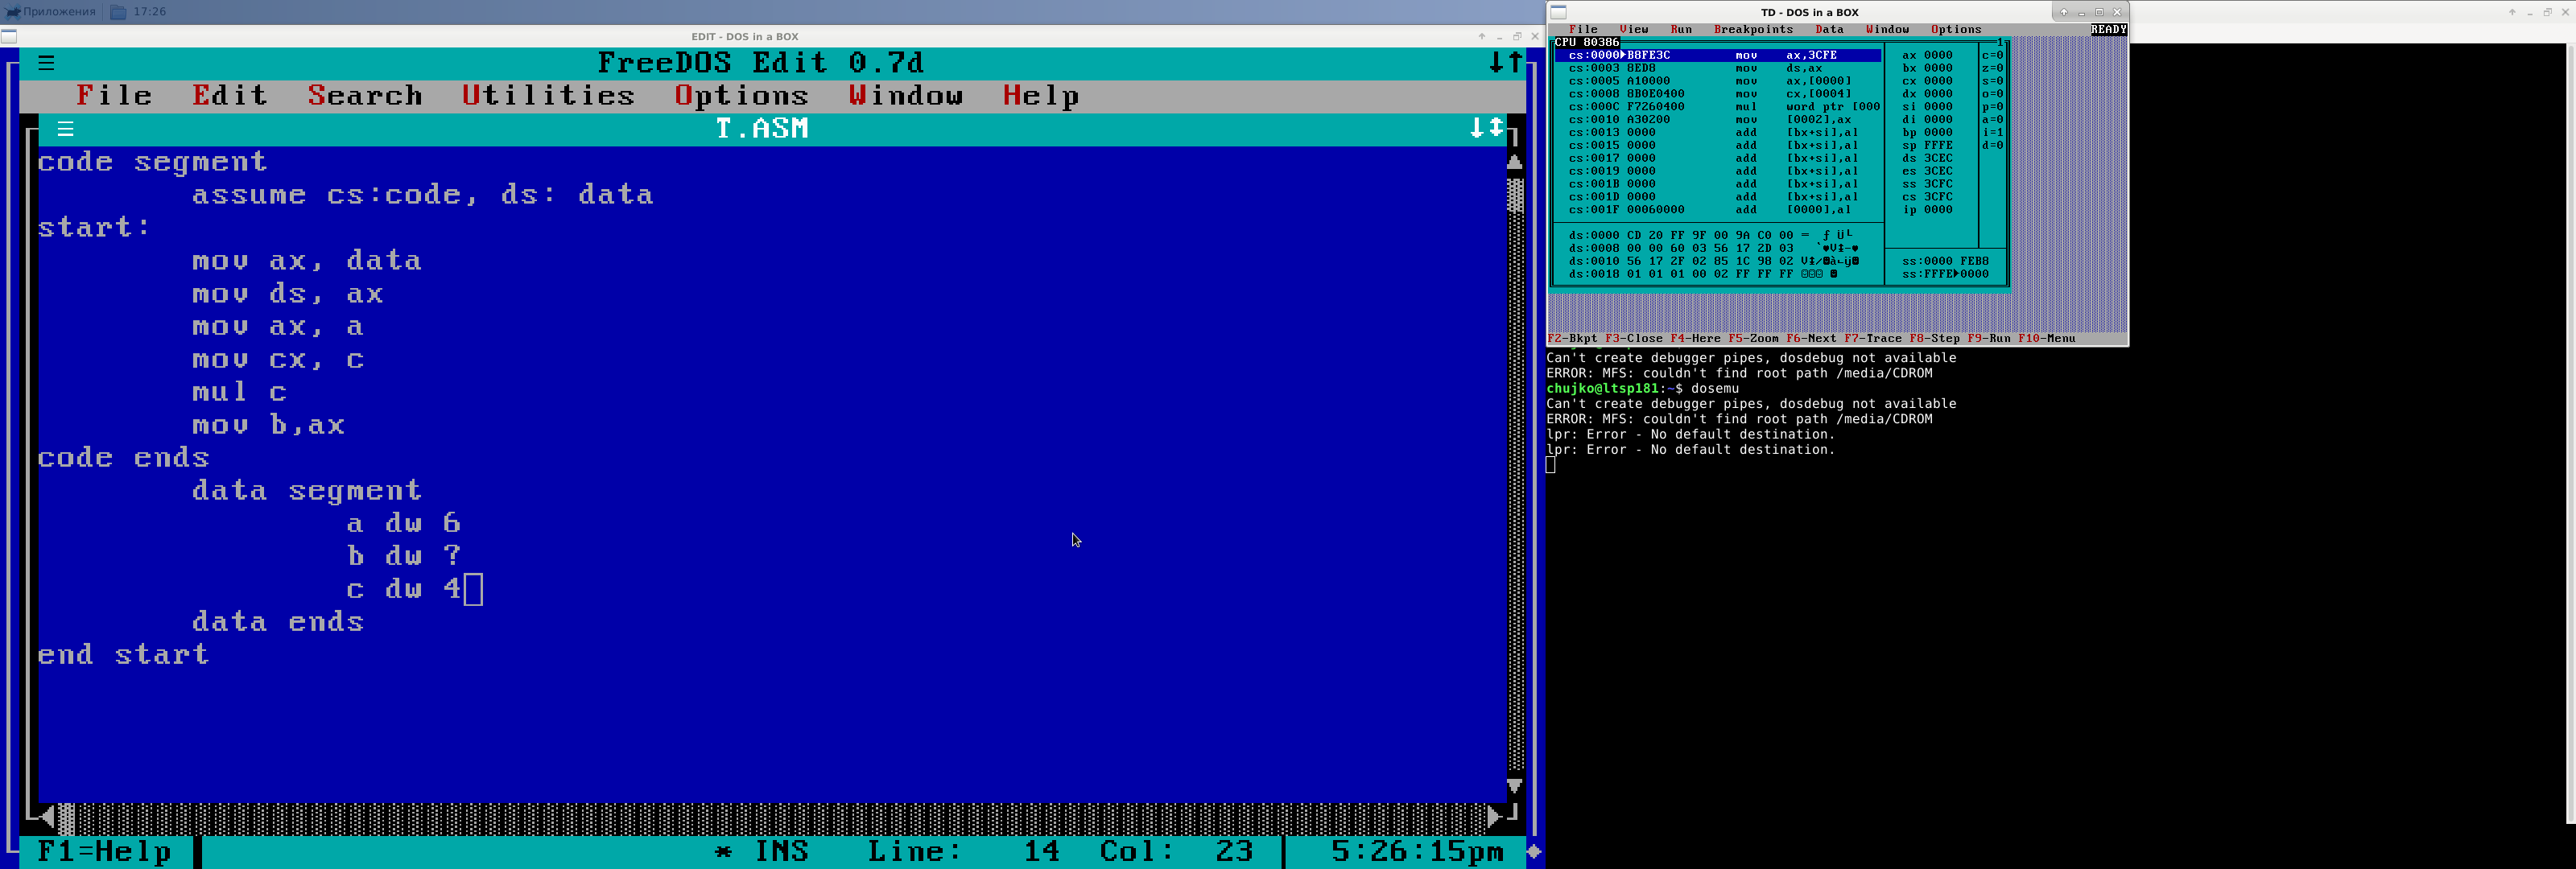 Приложения 17:26
EDIT - DOS in a BOX
FreeDOS Edit 0.7d
File Edit Search Utilities Options Window Help
T.ASM
code segment
assume cs:code, ds: data
start:
mov ax, data
mov ds, ax
mov ax, a
mov cx, c
mul c
mov b,ax
code ends
data segment
a dw 6
b dw ?
c dw 4
data ends
end start
F1=Help * INS Line: 14 Col: 23 5:26:15pm
TD - DOS in a BOX
File View Run Breakpoints Data Window Options READY
CPU 80386 1
cs:0000 B8FE3C mov ax,3CFE ax 0000 c=0
cs:0003 8ED8 mov ds,ax bx 0000 z=0
cs:0005 A10000 mov ax,[0000] cx 0000 s=0
cs:0008 8B0E0400 mov cx,[0004] dx 0000 o=0
cs:000C F7260400 mul word ptr [000 si 0000 p=0
cs:0010 A30200 mov [0002],ax di 0000 a=0
cs:0013 0000 add [bx+si],al bp 0000 i=1
cs:0015 0000 add [bx+si],al sp FFFE d=0
cs:0017 0000 add [bx+si],al ds 3CEC
cs:0019 0000 add [bx+si],al es 3CEC
cs:001B 0000 add [bx+si],al ss 3CFC
cs:001D 0000 add [bx+si],al cs 3CFC
cs:001F 00060000 add [0000],al ip 0000
ds:0000 CD 20 FF 9F 00 9A C0 00 = ƒ Ü└
ds:0008 00 00 60 03 56 17 2D 03 `♥V↨-♥
ds:0010 56 17 2F 02 85 1C 98 02 V↨/☻à∟ÿ☻ ss:0000 FEB8
ds:0018 01 01 01 00 02 FF FF FF ☺☺☺ ☻ ss:FFFE 0000
F2-Bkpt F3-Close F4-Here F5-Zoom F6-Next F7-Trace F8-Step F9-Run F10-Menu
Can't create debugger pipes, dosdebug not available
ERROR: MFS: couldn't find root path /media/CDROM
chujko@ltsp181:~$ dosemu
Can't create debugger pipes, dosdebug not available
ERROR: MFS: couldn't find root path /media/CDROM
lpr: Error - No default destination.
lpr: Error - No default destination.